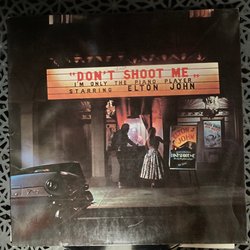 "DON'T SHOOT ME„
I'M ONLY THE PIANO PLAYER
STARRING ELTON JOHN